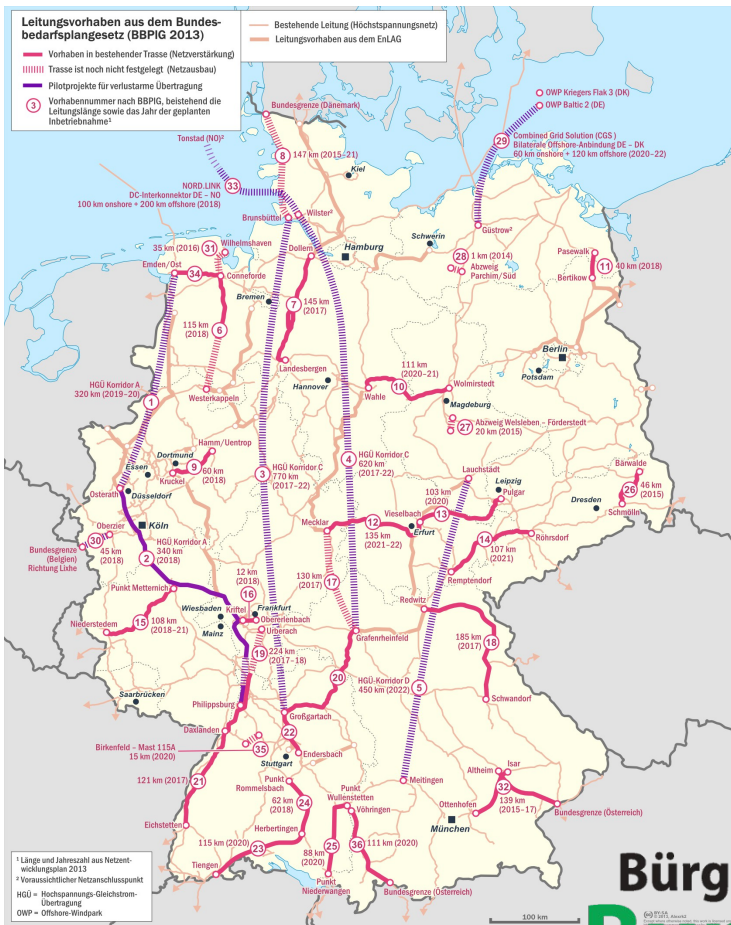 Leitungsvorhaben aus dem Bundes-
bedarfsplangesetz (BBPIG 2013)
Vorhaben in bestehender Trasse (Netzverstärkung)
Trasse ist noch nicht festgelegt (Netzausbau)
Pilotprojekte für verlustarme Übertragung
3
Vorhabennummer nach BBPIG, beistehend die
Leitungslänge sowie das Jahr der geplanten
Inbetriebnahme¹
Bestehende Leitung (Höchstspannungsnetz)
Leitungsvorhaben aus dem EnLAG
OWP Kriegers Flak 3 (DK)
OWP Baltic 2 (DE)
Bundesgrenze (Dänemark)
Tonstad (NO)²
29
Combined Grid Solution (CGS)
Bilaterale Offshore-Anbindung DE – DK
60 km onshore + 120 km offshore (2020–22)
8
147 km (2015–21)
Kiel
33
NORD.LINK
DC-Interkonnektor DE – NO
100 km onshore + 200 km offshore (2018)
Brunsbüttel
Wilster²
Güstrow²
35 km (2016)
31
Wilhelmshaven
Schwerin
Hamburg
Dollern
28
1 km (2014)
Abzweig
Parchim/Süd
Pasewalk
11
40 km (2018)
Bertikow
Emden/Ost
34
Conneforde
Bremen
7
145 km
(2017)
115 km
(2018)
6
Berlin
Potsdam
Landesbergen
Hannover
111 km
(2020–21)
10
Wahle
Wolmirstedt
Magdeburg
HGÜ Korridor A
320 km (2019–20)
1
Westerkappeln
27
Abzweig Welsleben – Förderstedt
20 km (2015)
Hamm/Uentrop
Dortmund
9
60 km
(2018)
Essen
Kruckel
3
HGÜ Korridor C
770 km
(2017–22)
4
HGÜ Korridor C
620 km
(2017-22)
Lauchstädt
Leipzig
Pulgar
103 km
(2020)
13
Vieselbach
Bärwalde
26
46 km
(2015)
Dresden
Schmölln
Osterath
Düsseldorf
Köln
Oberzier
30
45 km
(2018)
Bundesgrenze
(Belgien)
Richtung Lixhe
HGÜ Korridor A
340 km
(2018)
2
Mecklar
12
135 km
(2021–22)
Erfurt
14
107 km
(2021)
Röhrsdorf
Remptendorf
Punkt Metternich
12 km
(2018)
16
130 km
(2017)
17
Redwitz
Wiesbaden
Kriftel
Frankfurt
Obererlenbach
Mainz
Urberach
15
108 km
(2018–21)
Niederstedem
19
224 km
(2017–18)
Grafenrheinfeld
185 km
(2017)
18
20
HGÜ-Korridor D
450 km (2022)
5
Schwandorf
Saarbrücken
Philippsburg
Großgartach
22
Daxlanden
Birkenfeld – Mast 115A
15 km (2020)
35
Endersbach
Stuttgart
121 km (2017)
21
Punkt
Rommelsbach
Punkt
Wullenstetten
Meitingen
Altheim
Isar
62 km
(2018)
24
Vöhringen
32
139 km
(2015–17)
Ottenhofen
Bundesgrenze (Österreich)
München
Eichstetten
Herbertingen
115 km (2020)
23
25
88 km
(2020)
36
111 km (2020)
Tiengen
Punkt
Niederwangen
Bundesgrenze (Österreich)
¹ Länge und Jahreszahl aus Netzent-
wicklungsplan 2013
² Voraussichtlicher Netzanschlusspunkt
HGÜ = Hochspannungs-Gleichstrom-
Übertragung
OWP = Offshore-Windpark
100 km
Bürg